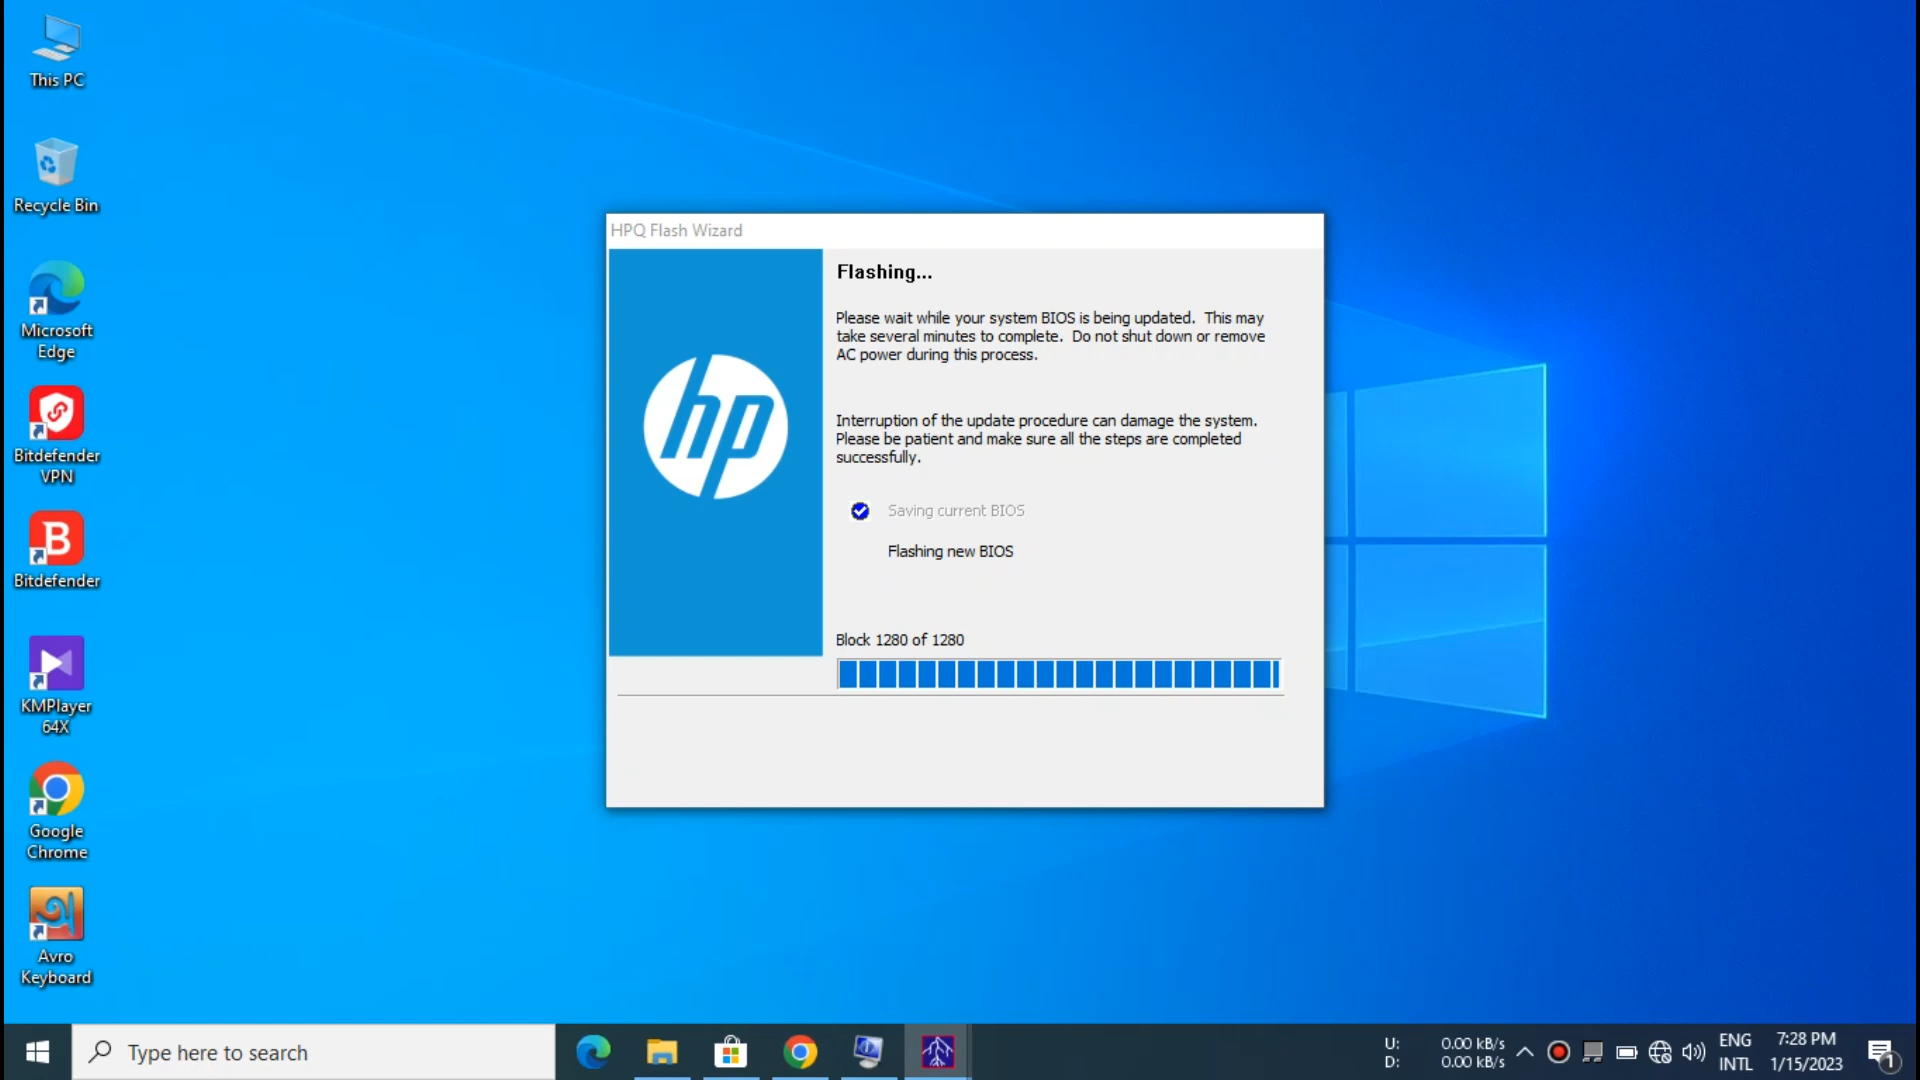 This PC
Recycle Bin
Microsoft
Edge
Bitdefender
VPN
Bitdefender
KMPlayer
64X
Google
Chrome
Avro
Keyboard
HPQ Flash Wizard
hp
Flashing...
Please wait while your system BIOS is being updated.  This may
take several minutes to complete.  Do not shut down or remove
AC power during this process.
Interruption of the update procedure can damage the system.
Please be patient and make sure all the steps are completed
successfully.
Saving current BIOS
Flashing new BIOS
Block 1280 of 1280
Type here to search
U: 0.00 kB/s
D: 0.00 kB/s
ENG
INTL
7:28 PM
1/15/2023
1